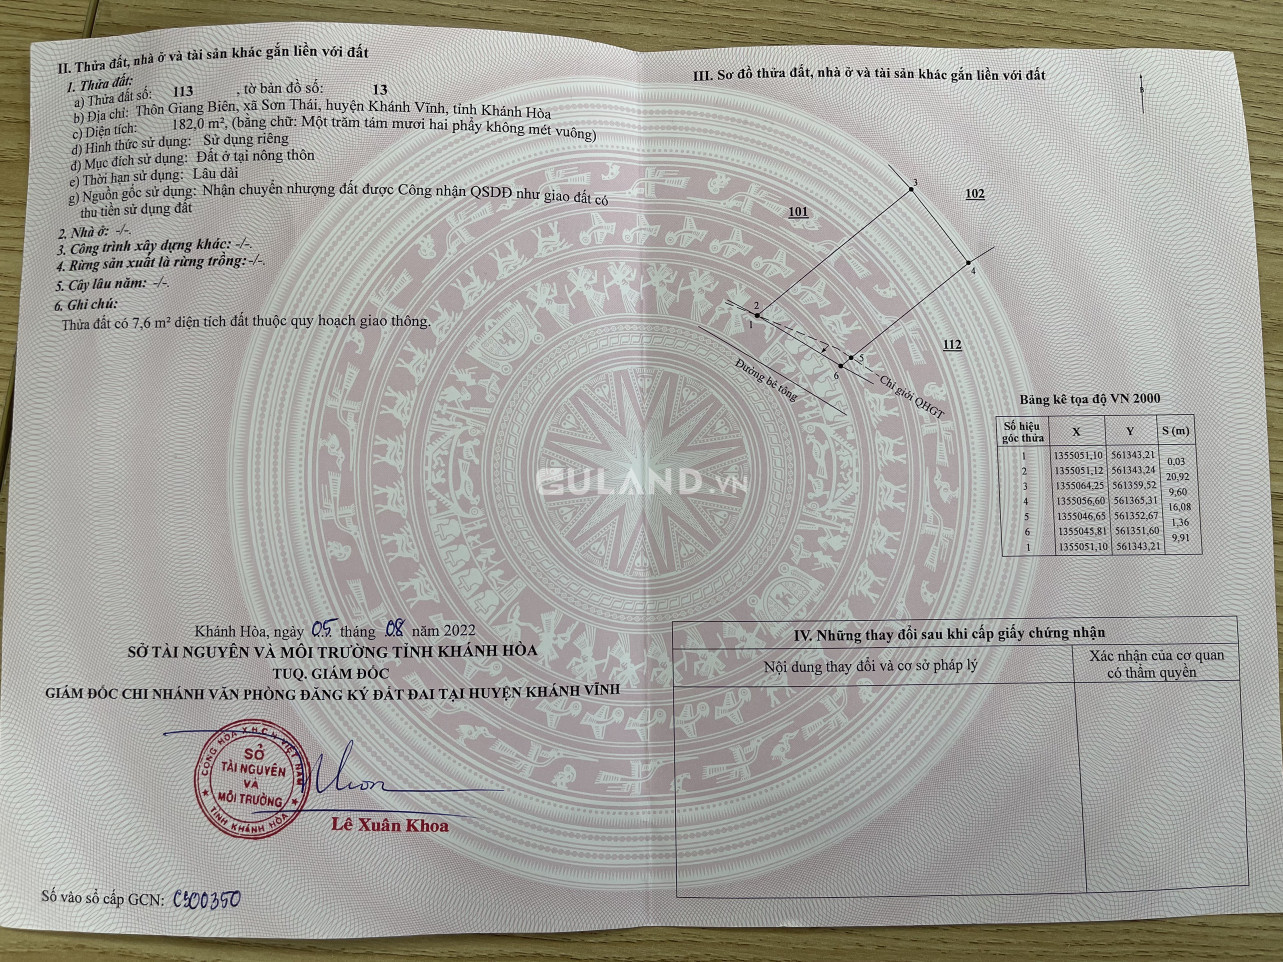 II. Thửa đất, nhà ở và tài sản khác gắn liền với đất
1. Thửa đất:
a) Thửa đất số: 113 , tờ bản đồ số: 13
b) Địa chỉ: Thôn Giang Biên, xã Sơn Thái, huyện Khánh Vĩnh, tỉnh Khánh Hòa
c) Diện tích: 182,0 m², (bằng chữ: Một trăm tám mươi hai phẩy không mét vuông)
d) Hình thức sử dụng: Sử dụng riêng
đ) Mục đích sử dụng: Đất ở tại nông thôn
e) Thời hạn sử dụng: Lâu dài
g) Nguồn gốc sử dụng: Nhận chuyển nhượng đất được Công nhận QSDĐ như giao đất có
thu tiền sử dụng đất
2. Nhà ở: -/-.
3. Công trình xây dựng khác: -/-.
4. Rừng sản xuất là rừng trồng: -/-.
5. Cây lâu năm: -/-.
6. Ghi chú:
Thửa đất có 7,6 m² diện tích đất thuộc quy hoạch giao thông.
Khánh Hòa, ngày 05 tháng 08 năm 2022
SỞ TÀI NGUYÊN VÀ MÔI TRƯỜNG TỈNH KHÁNH HÒA
TUQ. GIÁM ĐỐC
GIÁM ĐỐC CHI NHÁNH VĂN PHÒNG ĐĂNG KÝ ĐẤT ĐAI TẠI HUYỆN KHÁNH VĨNH
CỘNG HÒA X.H.C.N VIỆT NAM
SỞ
TÀI NGUYÊN
VÀ
MÔI TRƯỜNG
TỈNH KHÁNH HÒA
Lê Xuân Khoa
Số vào sổ cấp GCN: CS00350
III. Sơ đồ thửa đất, nhà ở và tài sản khác gắn liền với đất
B
3
102
101
4
2
1
112
5
6
Đường bê tông
Chỉ giới QHGT
Bảng kê tọa độ VN 2000
Số hiệu góc thửa X Y S (m)
1 1355051,10 561343,21
0,03
2 1355051,12 561343,24
20,92
3 1355064,25 561359,52
9,60
4 1355056,60 561365,31
16,08
5 1355046,65 561352,67
1,36
6 1355045,81 561351,60
9,91
1 1355051,10 561343,21
GULAND.VN
IV. Những thay đổi sau khi cấp giấy chứng nhận
Nội dung thay đổi và cơ sở pháp lý
Xác nhận của cơ quan
có thẩm quyền